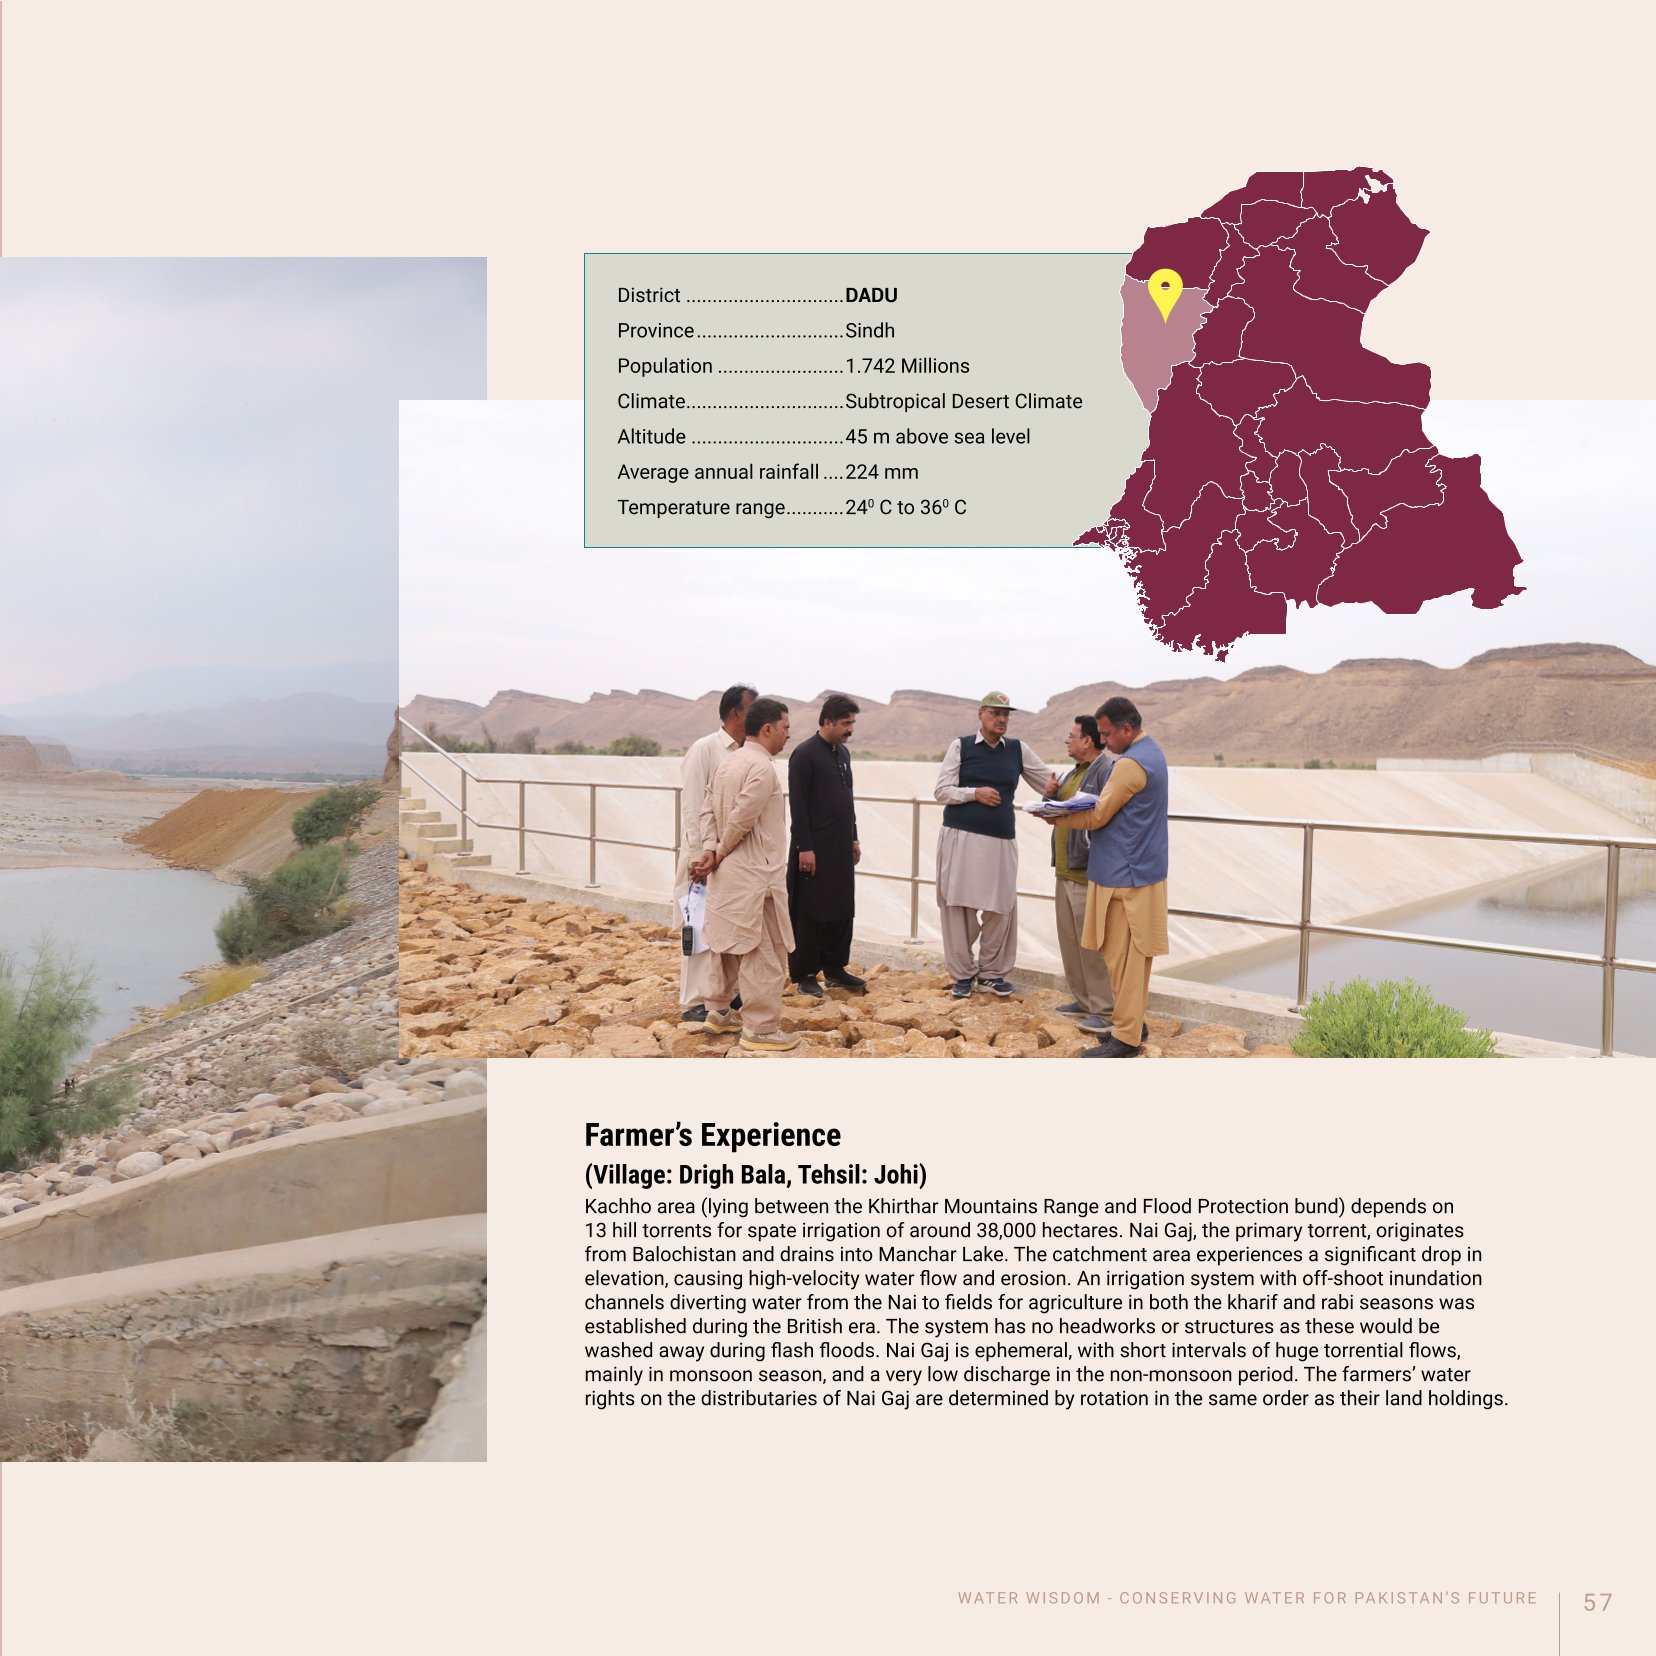 District ..............................DADU
Province............................Sindh
Population ........................1.742 Millions
Climate..............................Subtropical Desert Climate
Altitude .............................45 m above sea level
Average annual rainfall ....224 mm
Temperature range...........24⁰ C to 36⁰ C
Farmer’s Experience
(Village: Drigh Bala, Tehsil: Johi)
Kachho area (lying between the Khirthar Mountains Range and Flood Protection bund) depends on
13 hill torrents for spate irrigation of around 38,000 hectares. Nai Gaj, the primary torrent, originates
from Balochistan and drains into Manchar Lake. The catchment area experiences a significant drop in
elevation, causing high-velocity water flow and erosion. An irrigation system with off-shoot inundation
channels diverting water from the Nai to fields for agriculture in both the kharif and rabi seasons was
established during the British era. The system has no headworks or structures as these would be
washed away during flash floods. Nai Gaj is ephemeral, with short intervals of huge torrential flows,
mainly in monsoon season, and a very low discharge in the non-monsoon period. The farmers’ water
rights on the distributaries of Nai Gaj are determined by rotation in the same order as their land holdings.
WATER WISDOM - CONSERVING WATER FOR PAKISTAN’S FUTURE
57